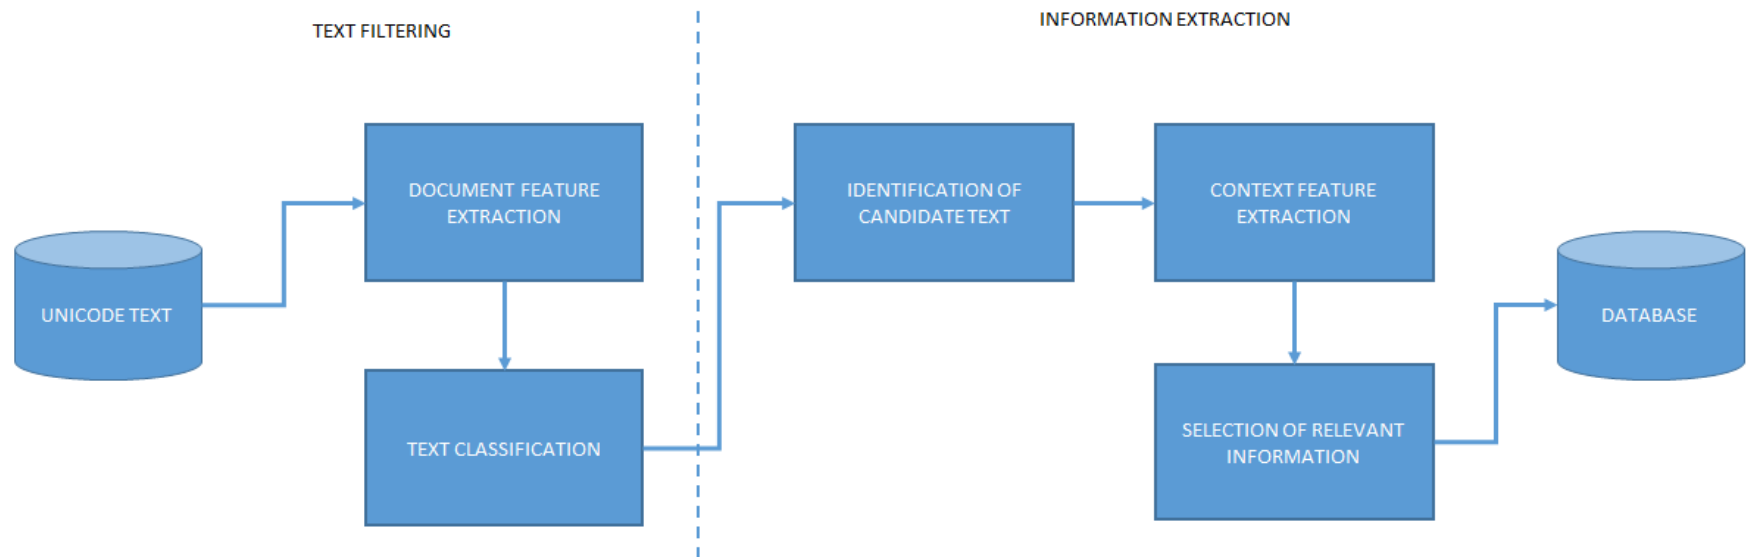 TEXT FILTERING
INFORMATION EXTRACTION
UNICODE TEXT
DOCUMENT FEATURE
EXTRACTION
TEXT CLASSIFICATION
IDENTIFICATION OF
CANDIDATE TEXT
CONTEXT FEATURE
EXTRACTION
SELECTION OF RELEVANT
INFORMATION
DATABASE